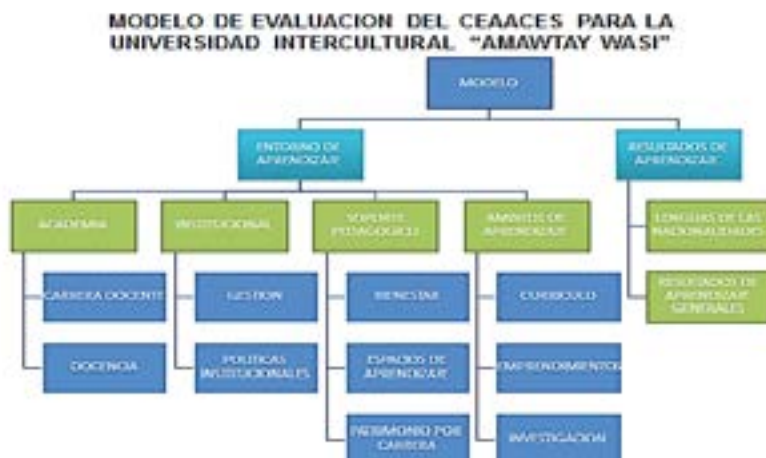 MODELO DE EVALUACION DEL CEAACES PARA LA
UNIVERSIDAD INTERCULTURAL “AMAWTAY WASI”
MODELO
ENTORNO DE
APRENDIZAJE
RESULTADOS DE
APRENDIZAJE
ACADEMIA
INSTITUCIONAL
SOPORTE
PEDAGOGICO
AMBITOS DE
APRENDIZAJE
LENGUAS DE LAS
NACIONALIDADES
CARRERA DOCENTE
GESTION
BIENESTAR
CURRICULO
RESULTADOS DE
APRENDIZAJE
GENERALES
DOCENCIA
POLITICAS
INSTITUCIONALES
ESPACIOS DE
APRENDIZAJE
EMPRENDIMIENTOS
PATRIMONIO POR
CARRERA
INVESTIGACION